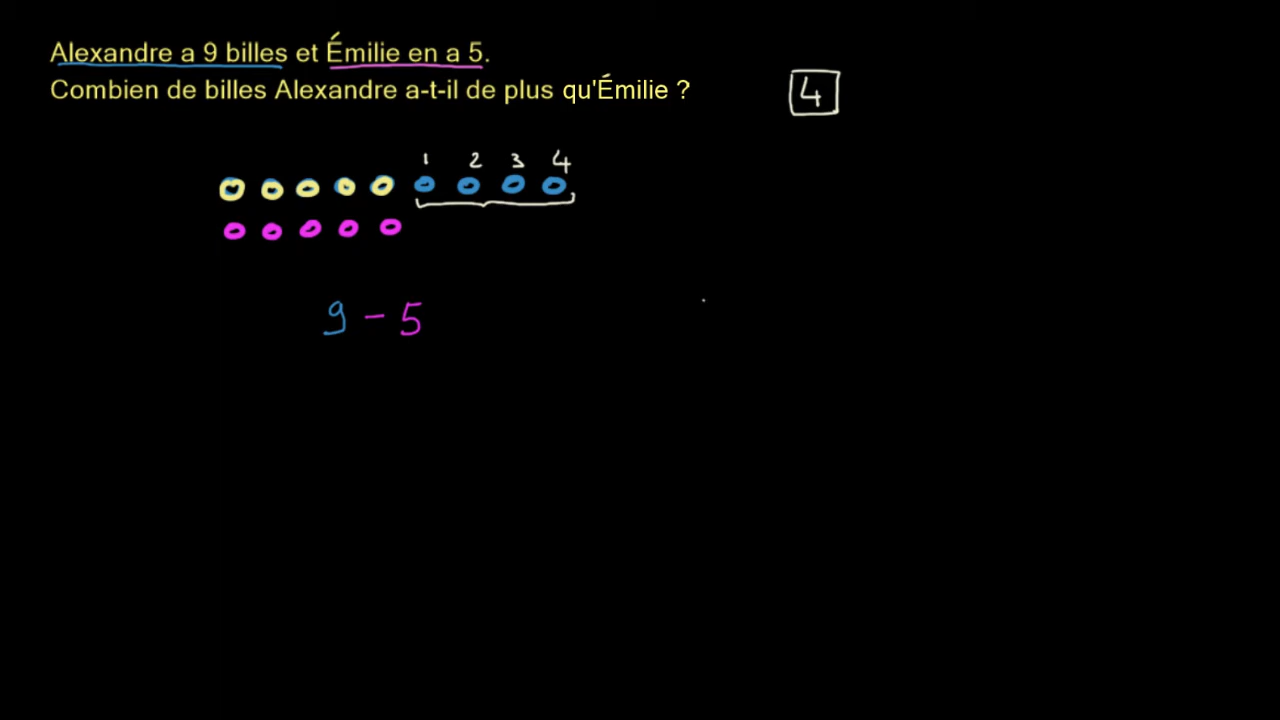 Alexandre a 9 billes et Émilie en a 5.
Combien de billes Alexandre a-t-il de plus qu'Émilie ?
4
1 2 3 4
9 - 5